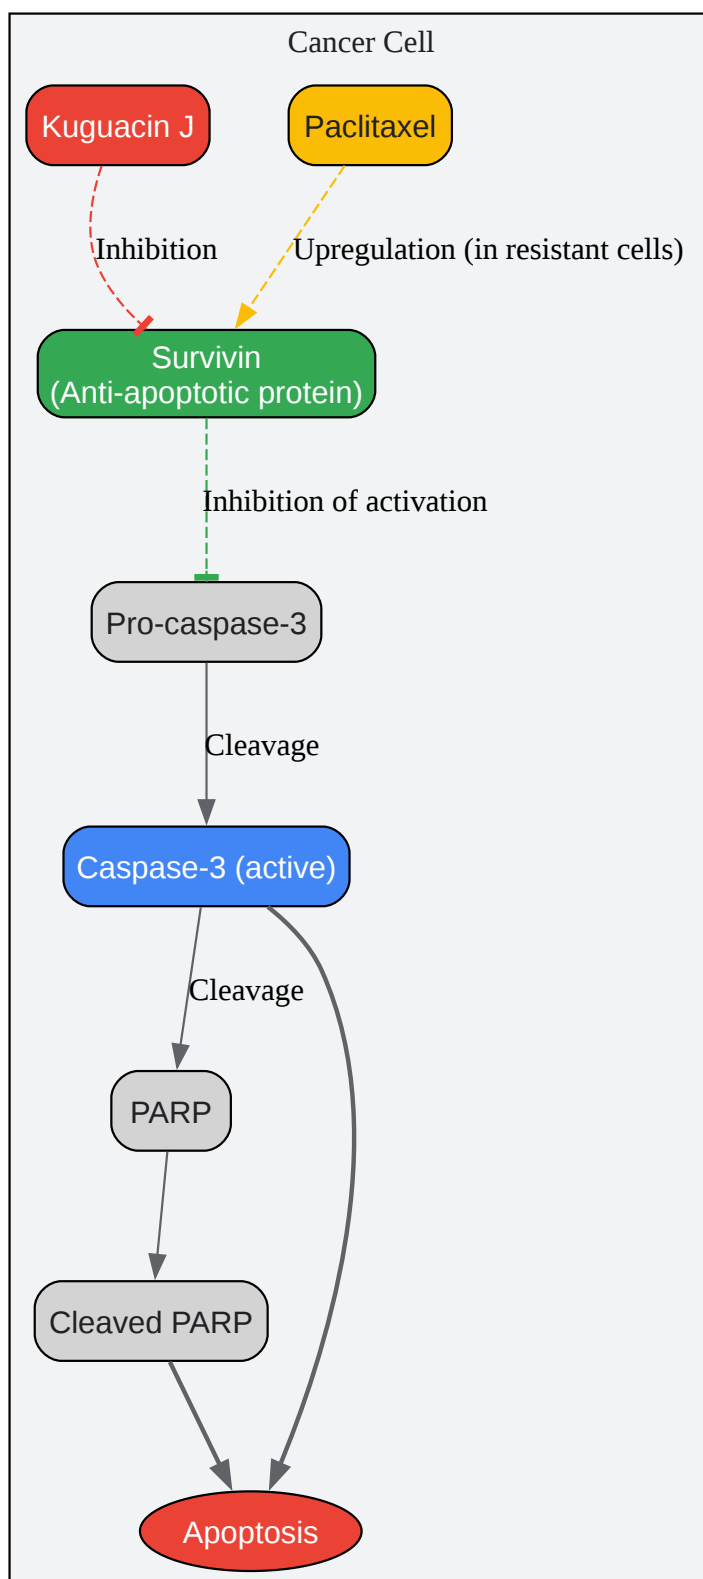 Cancer Cell
Kuguacin J
Paclitaxel
Inhibition
Upregulation (in resistant cells)
Survivin
(Anti-apoptotic protein)
Inhibition of activation
Pro-caspase-3
Cleavage
Caspase-3 (active)
Cleavage
PARP
Cleaved PARP
Apoptosis